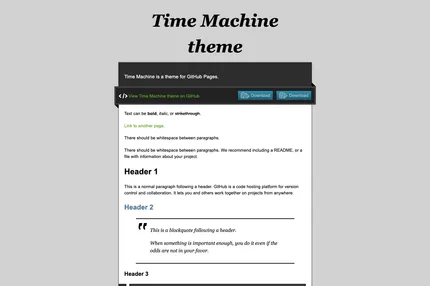 Time Machine
theme
Time Machine is a theme for GitHub Pages.
View Time Machine theme on GitHub
Download
Download
Text can be bold, italic, or strikethrough.
Link to another page.
There should be whitespace between paragraphs.
There should be whitespace between paragraphs. We recommend including a README, or a
file with information about your project.
Header 1
This is a normal paragraph following a header. GitHub is a code hosting platform for version
control and collaboration. It lets you and others work together on projects from anywhere.
Header 2
This is a blockquote following a header.
When something is important enough, you do it even if the
odds are not in your favor.
Header 3